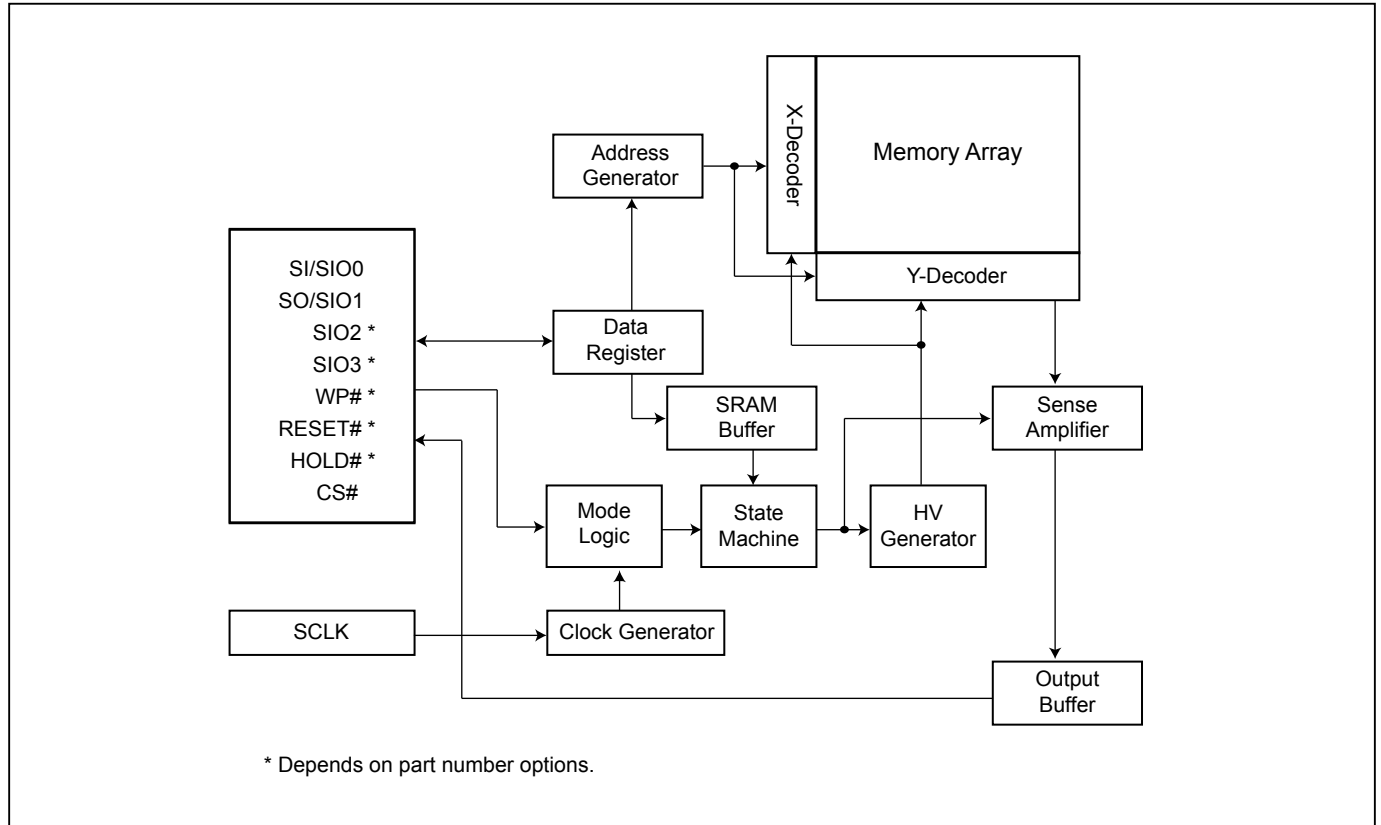 X-Decoder
Memory Array
Address
Generator
Y-Decoder
SI/SIO0
SO/SIO1
SIO2 *
SIO3 *
WP# *
RESET# *
HOLD# *
CS#
Data
Register
SRAM
Buffer
Sense
Amplifier
Mode
Logic
State
Machine
HV
Generator
SCLK
Clock Generator
Output
Buffer
* Depends on part number options.